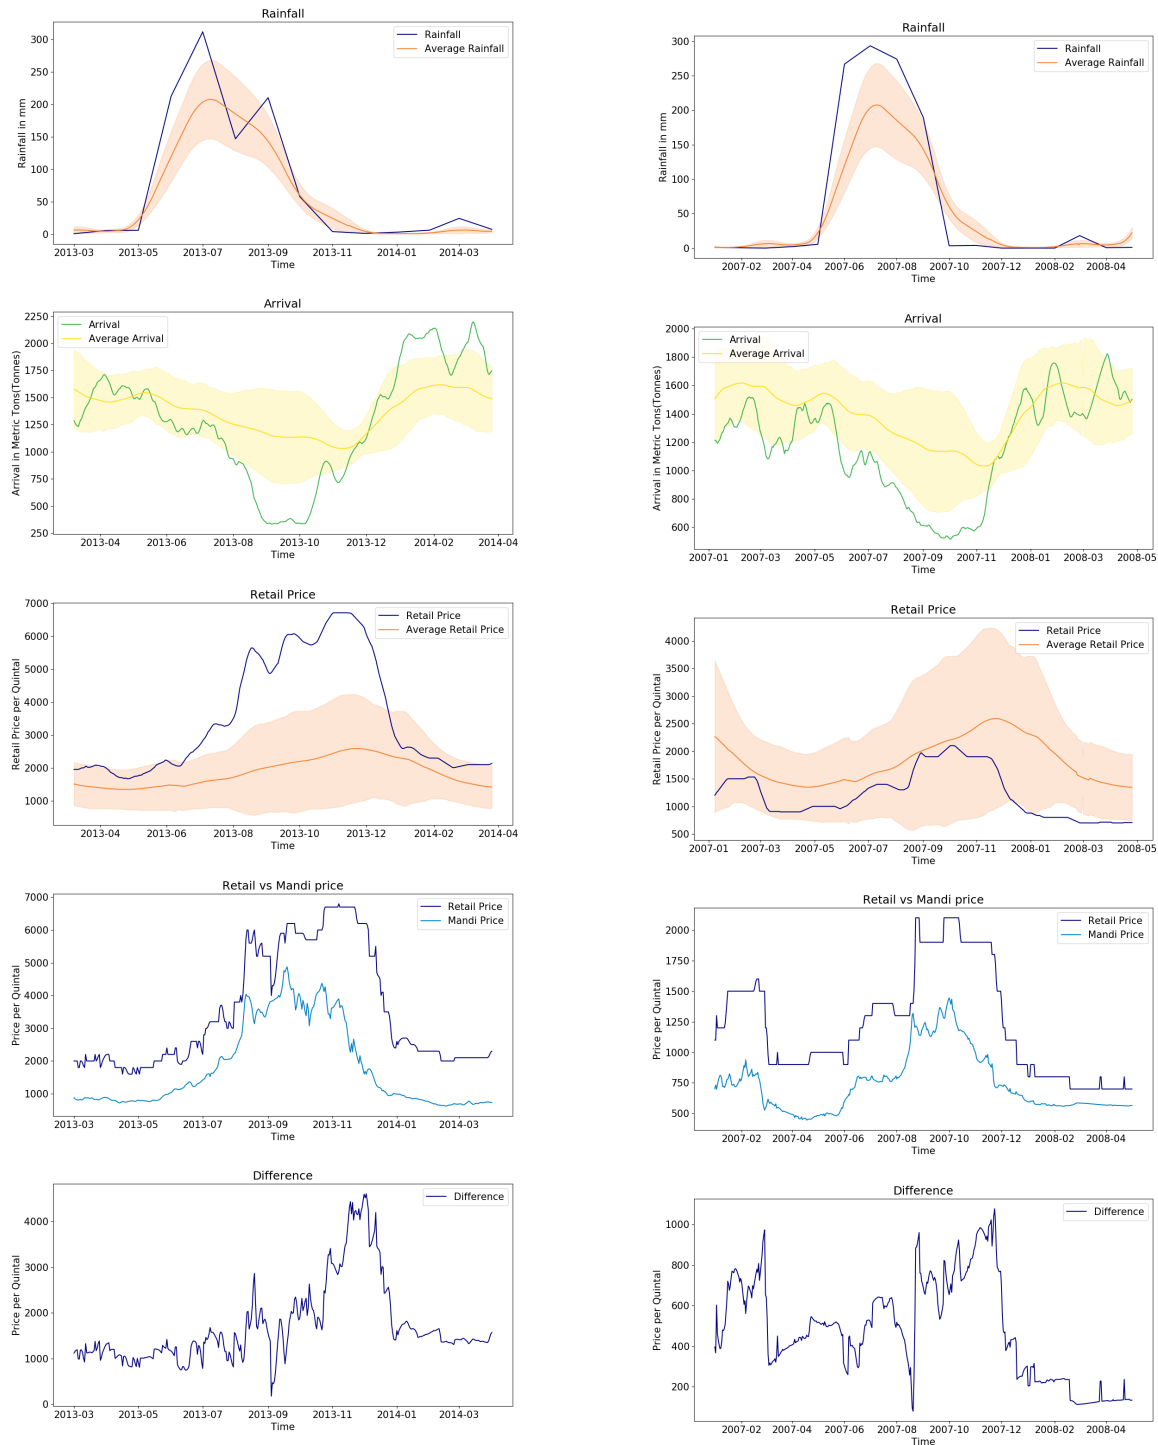 Rainfall
Rainfall
Average Rainfall
Rainfall in mm
300
250
200
150
100
50
0
2013-03 2013-05 2013-07 2013-09 2013-11 2014-01 2014-03
Time
Rainfall
Rainfall
Average Rainfall
Rainfall in mm
300
250
200
150
100
50
0
2007-02 2007-04 2007-06 2007-08 2007-10 2007-12 2008-02 2008-04
Time
Arrival
Arrival
Average Arrival
Arrival in Metric Tons(Tonnes)
2250
2000
1750
1500
1250
1000
750
500
250
2013-04 2013-06 2013-08 2013-10 2013-12 2014-02 2014-04
Time
Arrival
Arrival
Average Arrival
Arrival in Metric Tons(Tonnes)
2000
1800
1600
1400
1200
1000
800
600
2007-01 2007-03 2007-05 2007-07 2007-09 2007-11 2008-01 2008-03 2008-05
Time
Retail Price
Retail Price
Average Retail Price
Retail Price per Quintal
7000
6000
5000
4000
3000
2000
1000
2013-04 2013-06 2013-08 2013-10 2013-12 2014-02 2014-04
Time
Retail Price
Retail Price
Average Retail Price
Retail Price per Quintal
4000
3500
3000
2500
2000
1500
1000
500
2007-01 2007-03 2007-05 2007-07 2007-09 2007-11 2008-01 2008-03 2008-05
Time
Retail vs Mandi price
Retail Price
Mandi Price
Price per Quintal
7000
6000
5000
4000
3000
2000
1000
2013-03 2013-05 2013-07 2013-09 2013-11 2014-01 2014-03
Time
Retail vs Mandi price
Retail Price
Mandi Price
Price per Quintal
2000
1750
1500
1250
1000
750
500
2007-02 2007-04 2007-06 2007-08 2007-10 2007-12 2008-02 2008-04
Time
Difference
Difference
Price per Quintal
4000
3000
2000
1000
0
2013-03 2013-05 2013-07 2013-09 2013-11 2014-01 2014-03
Time
Difference
Difference
Price per Quintal
1000
800
600
400
200
2007-02 2007-04 2007-06 2007-08 2007-10 2007-12 2008-02 2008-04
Time